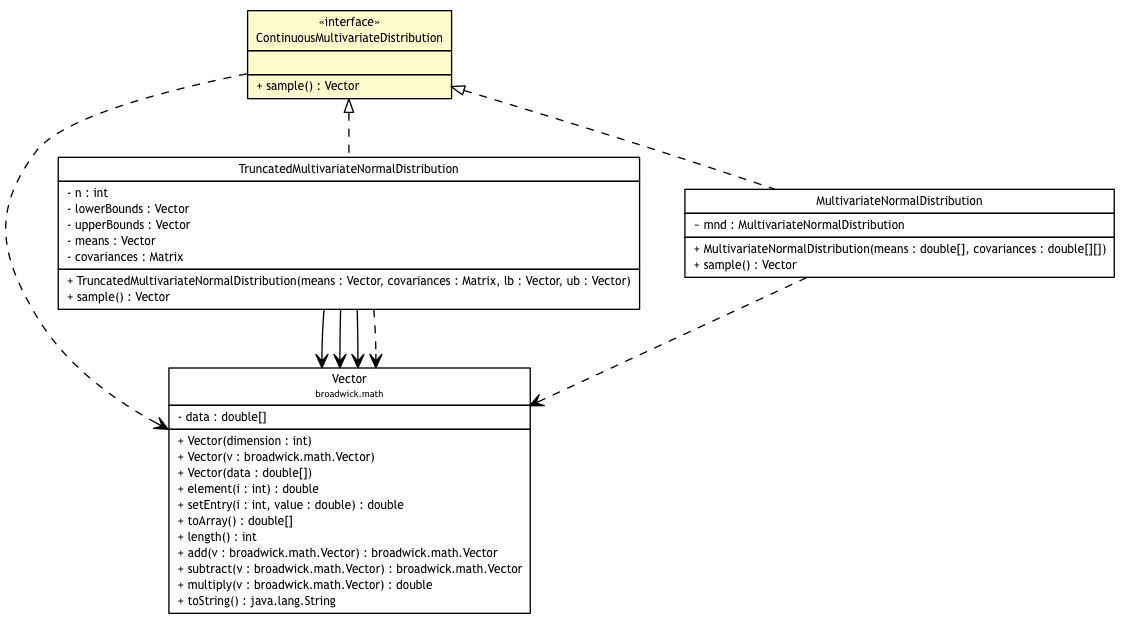 «interface»
ContinuousMultivariateDistribution
+ sample() : Vector
TruncatedMultivariateNormalDistribution
- n : int
- lowerBounds : Vector
- upperBounds : Vector
- means : Vector
- covariances : Matrix
+ TruncatedMultivariateNormalDistribution(means : Vector, covariances : Matrix, lb : Vector, ub : Vector)
+ sample() : Vector
MultivariateNormalDistribution
~ mnd : MultivariateNormalDistribution
+ MultivariateNormalDistribution(means : double[], covariances : double[][])
+ sample() : Vector
Vector
broadwick.math
- data : double[]
+ Vector(dimension : int)
+ Vector(v : broadwick.math.Vector)
+ Vector(data : double[])
+ element(i : int) : double
+ setEntry(i : int, value : double) : double
+ toArray() : double[]
+ length() : int
+ add(v : broadwick.math.Vector) : broadwick.math.Vector
+ subtract(v : broadwick.math.Vector) : broadwick.math.Vector
+ multiply(v : broadwick.math.Vector) : double
+ toString() : java.lang.String